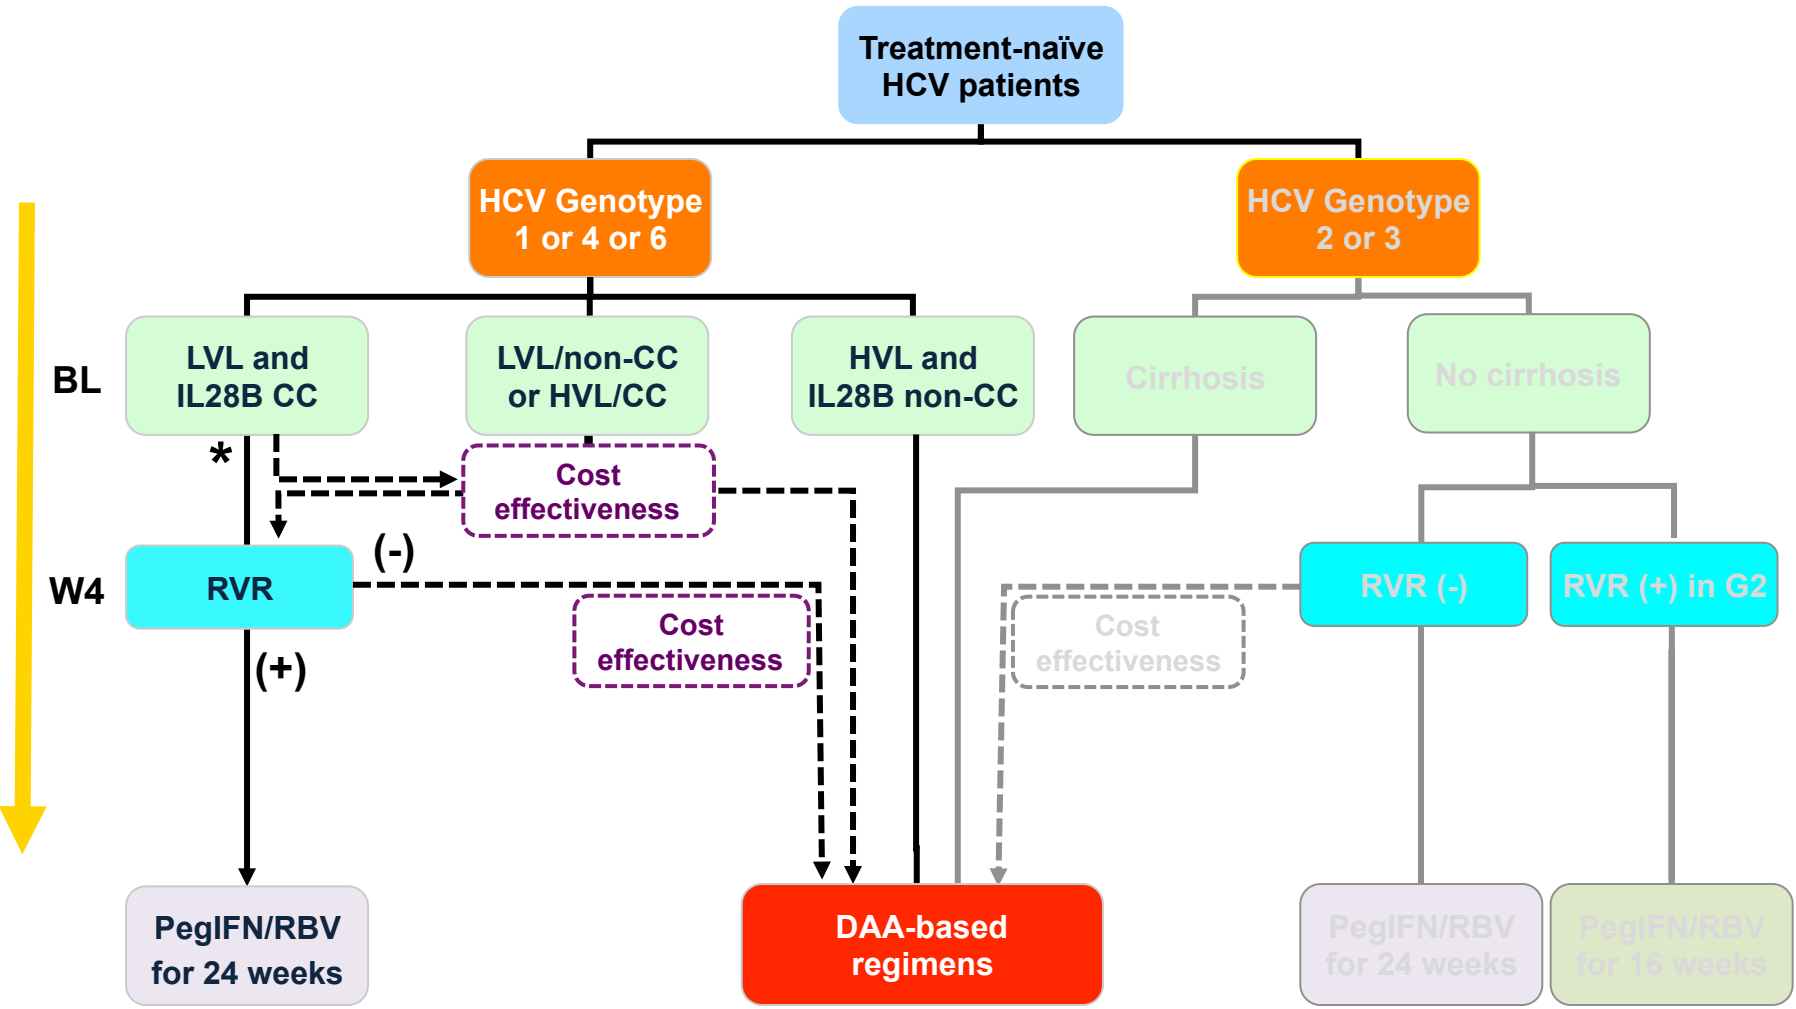 Treatment-naïve
HCV patients
HCV Genotype
1 or 4 or 6
HCV Genotype
2 or 3
BL
LVL and
IL28B CC
LVL/non-CC
or HVL/CC
HVL and
IL28B non-CC
Cirrhosis
No cirrhosis
*
Cost
effectiveness
W4
RVR
(-)
(+)
Cost
effectiveness
Cost
effectiveness
RVR (-)
RVR (+) in G2
PegIFN/RBV
for 24 weeks
DAA-based
regimens
PegIFN/RBV
for 24 weeks
PegIFN/RBV
for 16 weeks